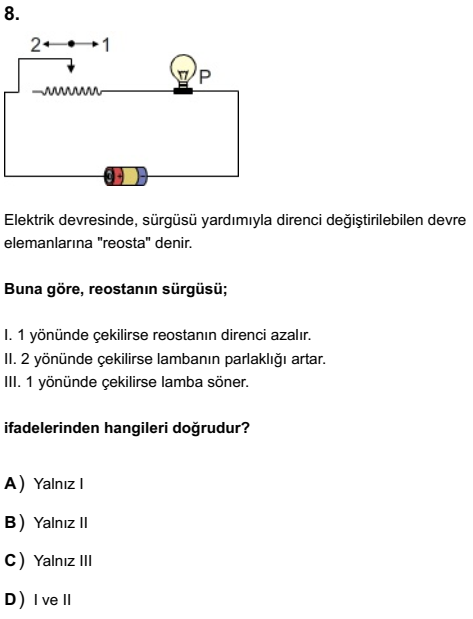 8.
2 1
P
Elektrik devresinde, sürgüsü yardımıyla direnci değiştirilebilen devre
elemanlarına "reosta" denir.
Buna göre, reostanın sürgüsü;
I. 1 yönünde çekilirse reostanın direnci azalır.
II. 2 yönünde çekilirse lambanın parlaklığı artar.
III. 1 yönünde çekilirse lamba söner.
ifadelerinden hangileri doğrudur?
A) Yalnız I
B) Yalnız II
C) Yalnız III
D) I ve II